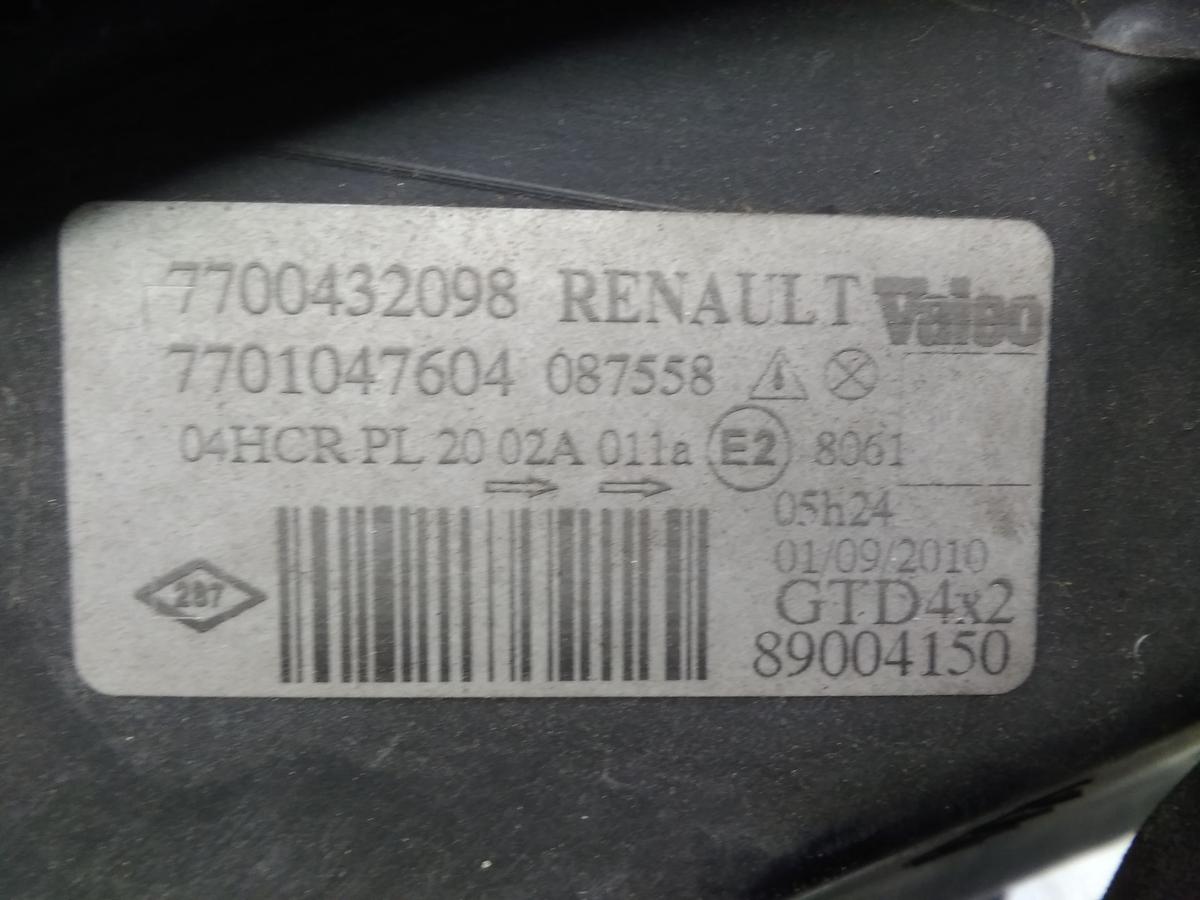 7700432098 RENAULT Valeo
7701047604 087558
04HCR PL 20 02A 011a E2 8061
05h24
01/09/2010
287
GTD4x2
89004150